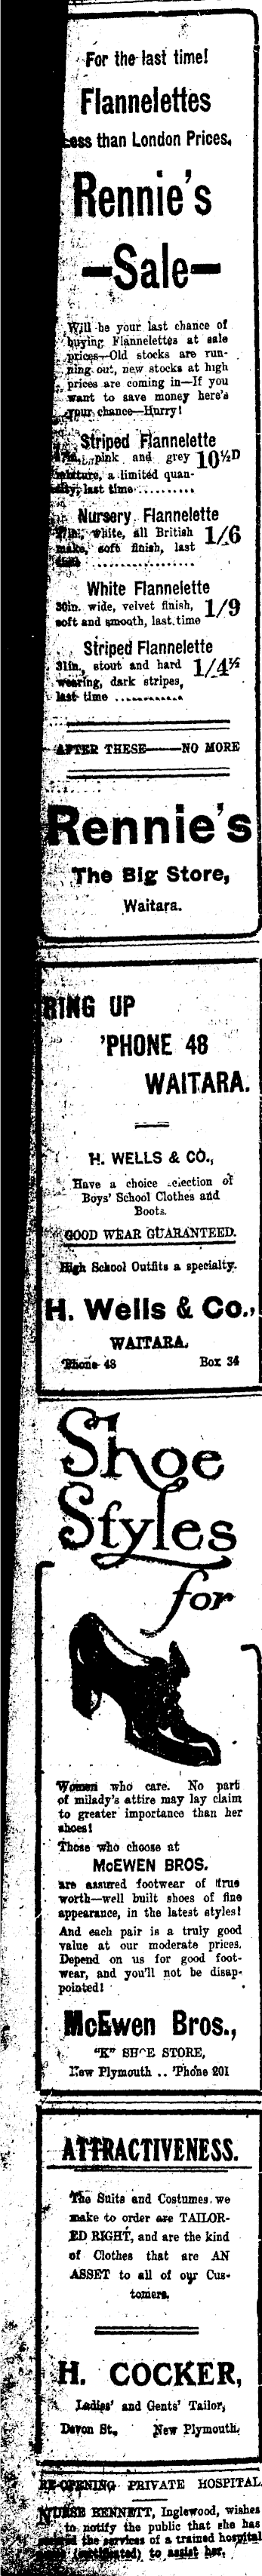 For the last time!
Flannelettes
Less than London Prices.
Rennie's
—Sale—
Will be your last chance of
buying Flannelettes at sale
prices—Old stocks are run-
ning out, new stocks at high
prices are coming in—If you
want to save money here's
your chance—Hurry!
Striped Flannelette
pink and grey 10½D
mixture, a limited quan-
tity, last time
Nursery Flannelette
white, all British 1/6
make, soft finish, last
White Flannelette
36in. wide, velvet finish, 1/9
soft and smooth, last time
Striped Flannelette
31in., stout and hard 1/4½
wearing, dark stripes,
last time
AFTER THESE——NO MORE
Rennie's
The Big Store,
Waitara.
RING UP
'PHONE 48
WAITARA.
H. WELLS & CO.,
Have a choice selection of
Boys' School Clothes and
Boots.
GOOD WEAR GUARANTEED.
High School Outfits a specialty.
H. Wells & Co.,
WAITARA.
'Phone 48 Box 34
Shoe
Styles
for
Women who care. No part
of milady's attire may lay claim
to greater importance than her
shoes!
Those who choose at
McEWEN BROS.
are assured footwear of true
worth—well built shoes of fine
appearance, in the latest styles!
And each pair is a truly good
value at our moderate prices.
Depend on us for good foot-
wear, and you'll not be disap-
pointed!
McEwen Bros.,
"K" SHOE STORE,
New Plymouth .. 'Phone 201
ATTRACTIVENESS.
The Suits and Costumes we
make to order are TAILOR-
ED RIGHT, and are the kind
of Clothes that are AN
ASSET to all of our Cus-
tomers.
H. COCKER,
Ladies' and Gents' Tailor,
Devon St., New Plymouth.
RE-OPENING PRIVATE HOSPITAL.
NURSE BENNETT, Inglewood, wishes
to notify the public that she has
the services of a trained hospital
(certificated) to assist her.